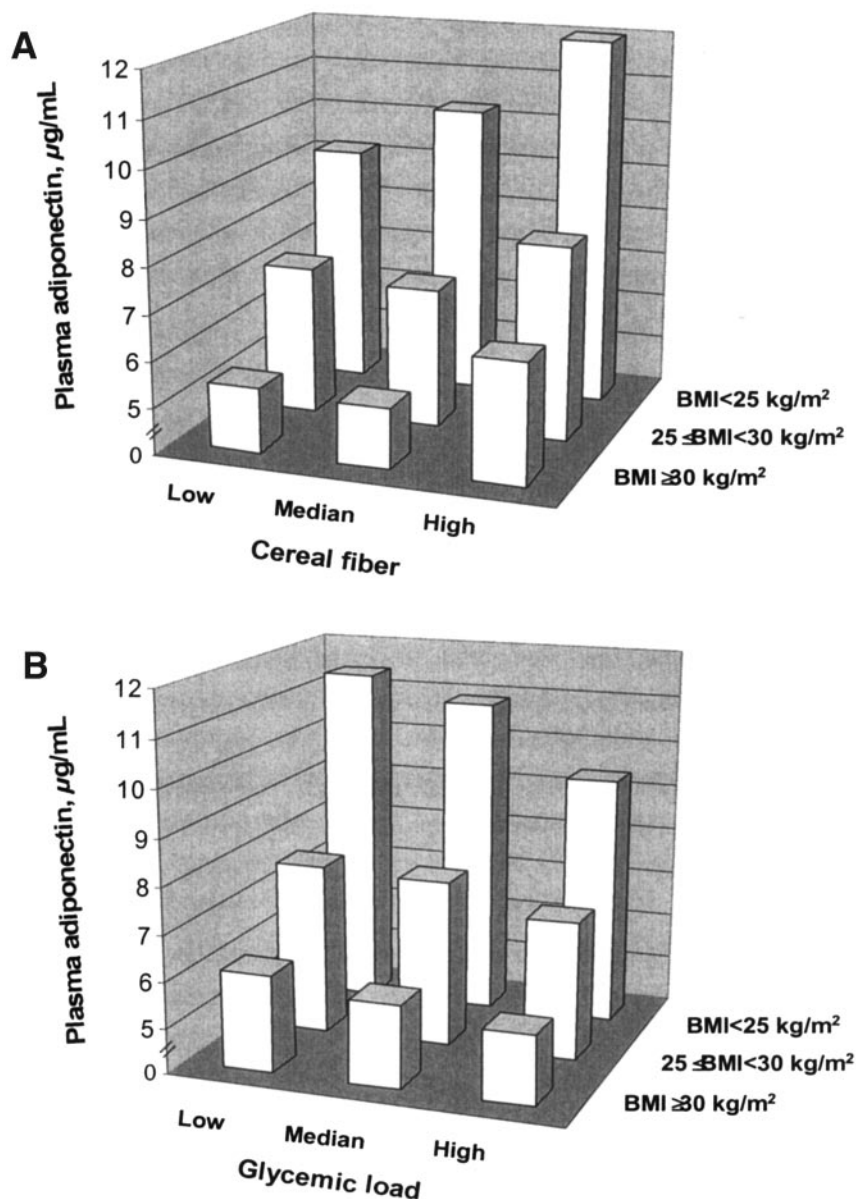 A
Plasma adiponectin, µg/mL
12
11
10
9
8
7
6
5
0
BMI<25 kg/m²
25 ≤BMI<30 kg/m²
BMI ≥30 kg/m²
Low
Median
High
Cereal fiber
B
Plasma adiponectin, µg/mL
12
11
10
9
8
7
6
5
0
BMI<25 kg/m²
25 ≤BMI<30 kg/m²
BMI ≥30 kg/m²
Low
Median
High
Glycemic load